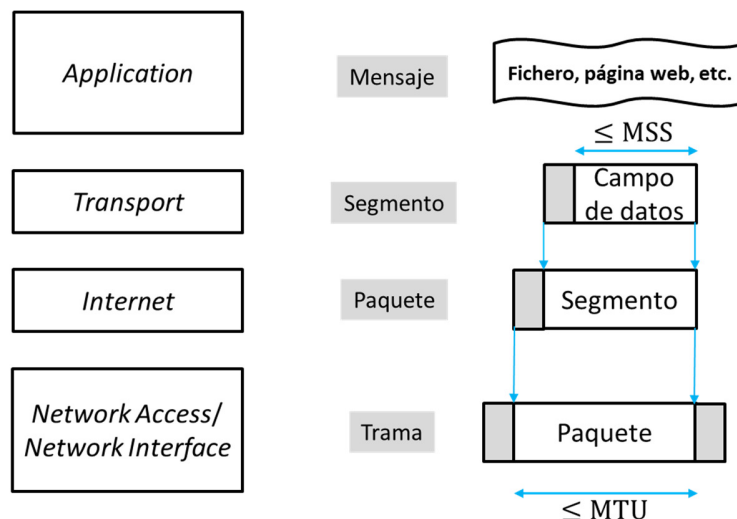 Application
Mensaje
Fichero, página web, etc.
≤ MSS
Transport
Segmento
Campo
de datos
Internet
Paquete
Segmento
Network Access/
Network Interface
Trama
Paquete
≤ MTU